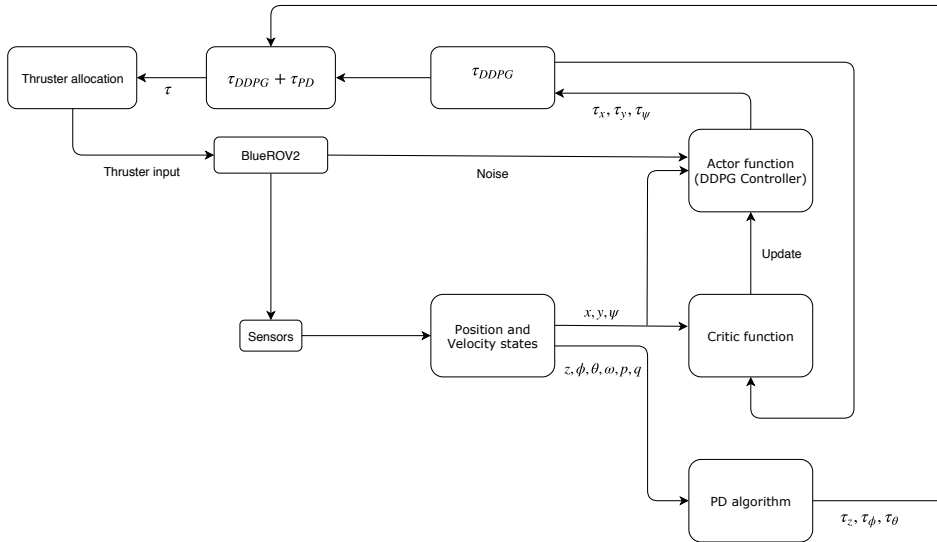 Thruster allocation
τ
τ_DDPG + τ_PD
τ_DDPG
τ_x, τ_y, τ_ψ
Thruster input
BlueROV2
Noise
Actor function
(DDPG Controller)
Update
Sensors
Position and
Velocity states
x, y, ψ
z, ϕ, θ, ω, p, q
Critic function
PD algorithm
τ_z, τ_ϕ, τ_θ